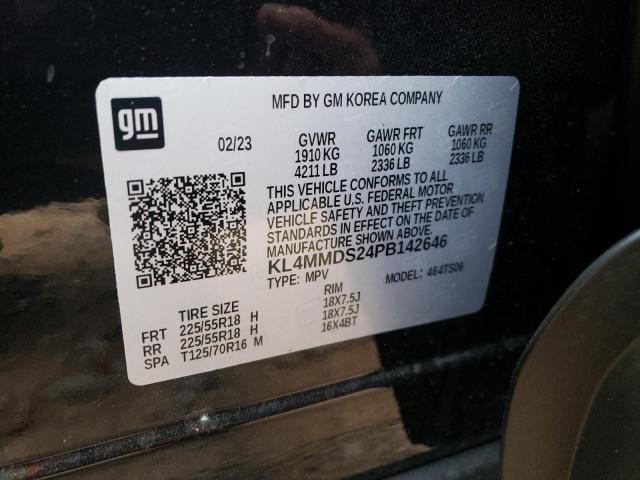 gm
MFD BY GM KOREA COMPANY
02/23 GVWR GAWR FRT GAWR RR
1910 KG 1060 KG 1060 KG
4211 LB 2336 LB 2336 LB
THIS VEHICLE CONFORMS TO ALL
APPLICABLE U.S. FEDERAL MOTOR
VEHICLF SAFETY AND THEFT PREVENTION
STANDARDS IN EFFECT ON THE DATE OF
MANUFACTURE SHOWN ABOVE.
KL4MMDS24PB142646
TYPE: MPV MODEL: 464TS06
TIRE SIZE RIM
FRT 225/55R18 H 18X7.5J
RR 225/55R18 H 18X7.5J
SPA T125/70R16 M 16X4BT